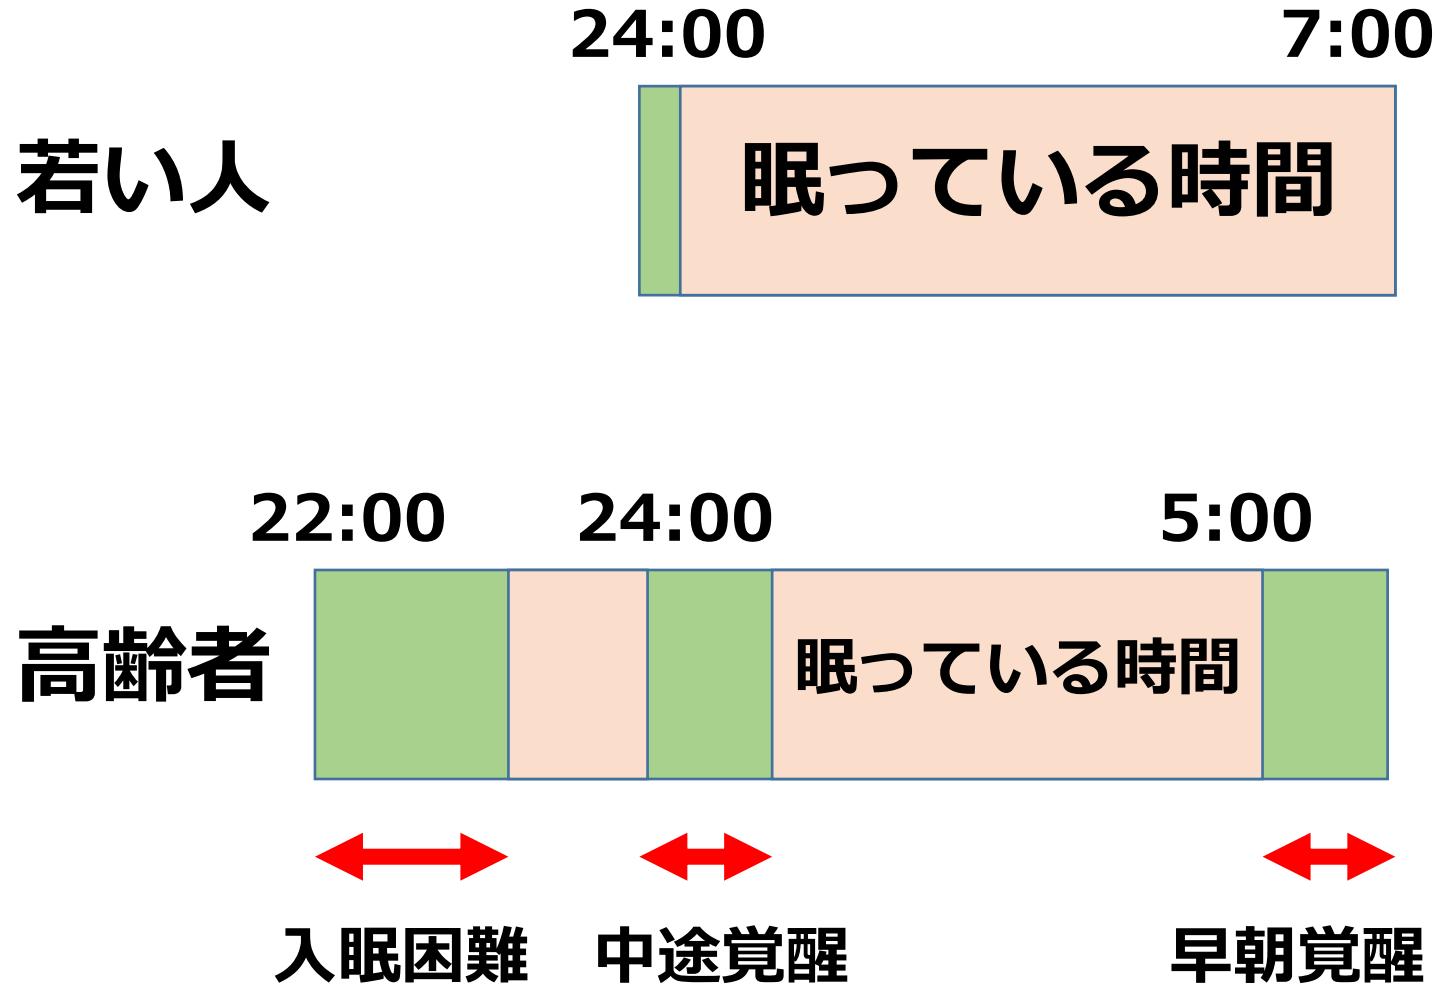 24:00 7:00
若い人 眠っている時間
22:00 24:00 5:00
高齢者 眠っている時間
入眠困難 中途覚醒 早朝覚醒